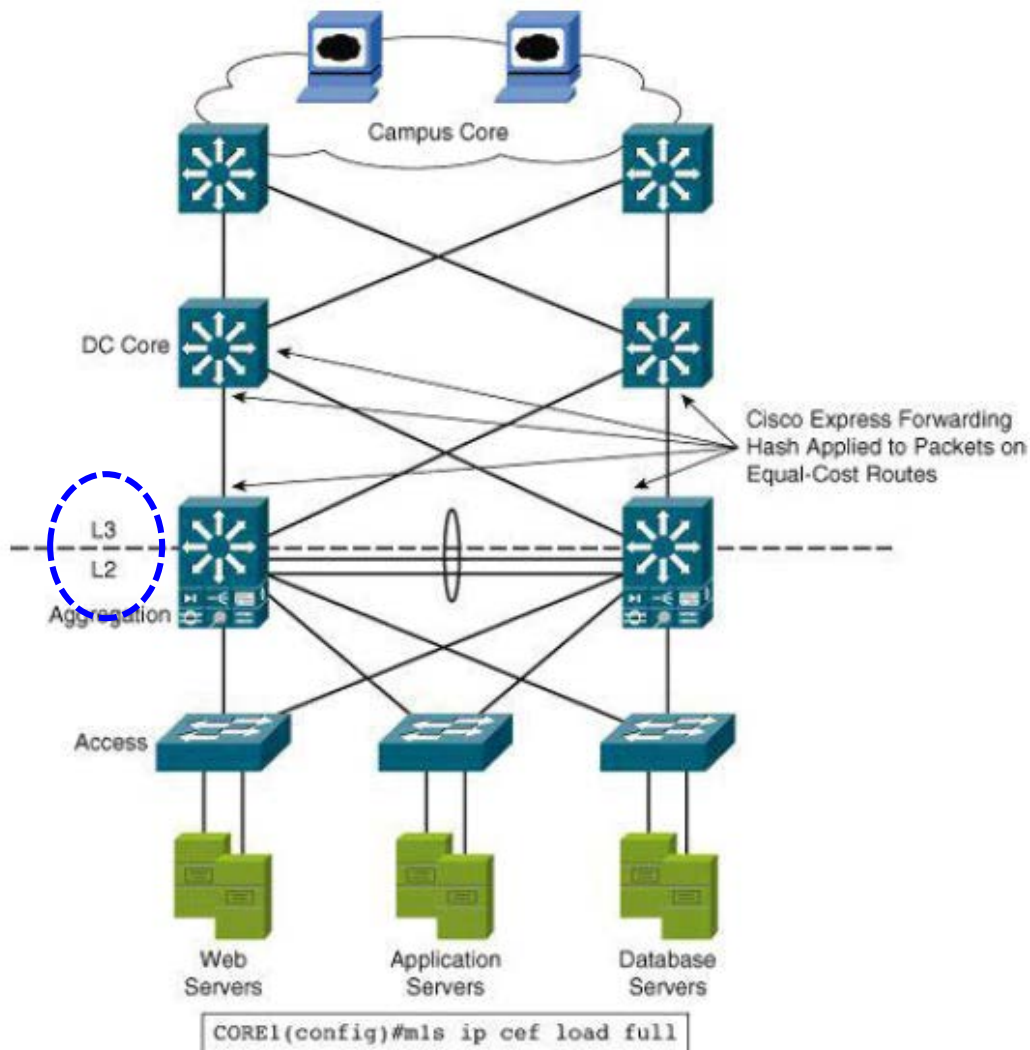 Campus Core
DC Core
Cisco Express Forwarding
Hash Applied to Packets on
Equal-Cost Routes
L3
L2
Aggregation
Access
Web
Servers
Application
Servers
Database
Servers
CORE1(config)#mls ip cef load full